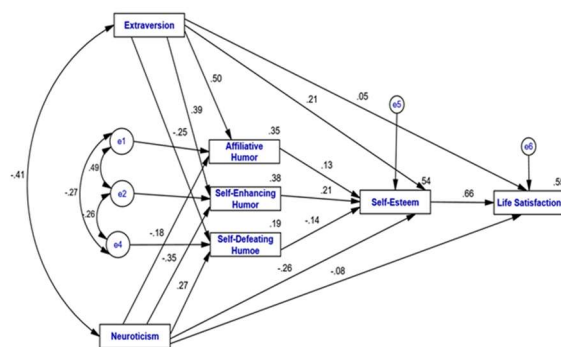 Extraversion
.50
.05
.21
e5
.39
-.25
e1
.35
e6
-.41
Affiliative
Humor
.49
.13
.38
.54
-.27
e2
Self-Enhancing
Humor
.21
Self-Esteem
.66
Life Satisfaction
-.26
.19
-.14
-.18
Self-Defeating
Humoe
e4
-.35
-.26
.27
-.08
Neuroticism